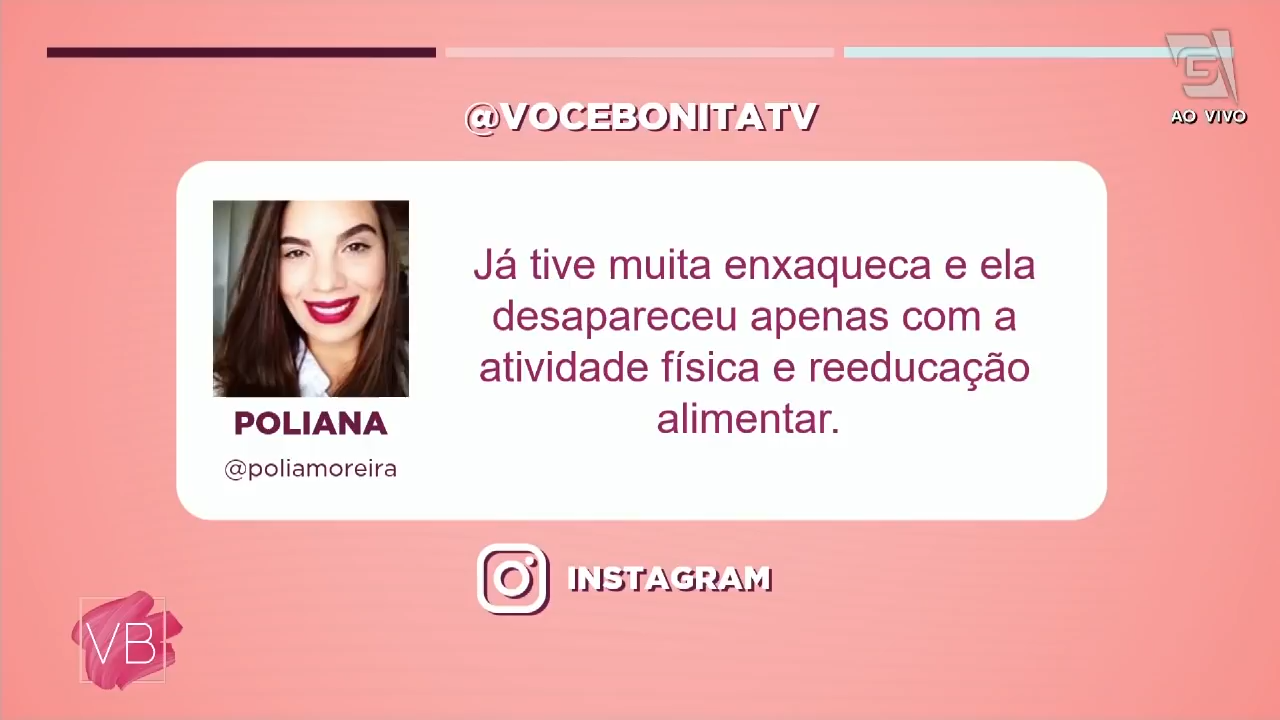 @VOCEBONITATV
AO VIVO
Já tive muita enxaqueca e ela
desapareceu apenas com a
atividade física e reeducação
alimentar.
POLIANA
@poliamoreira
INSTAGRAM
VB